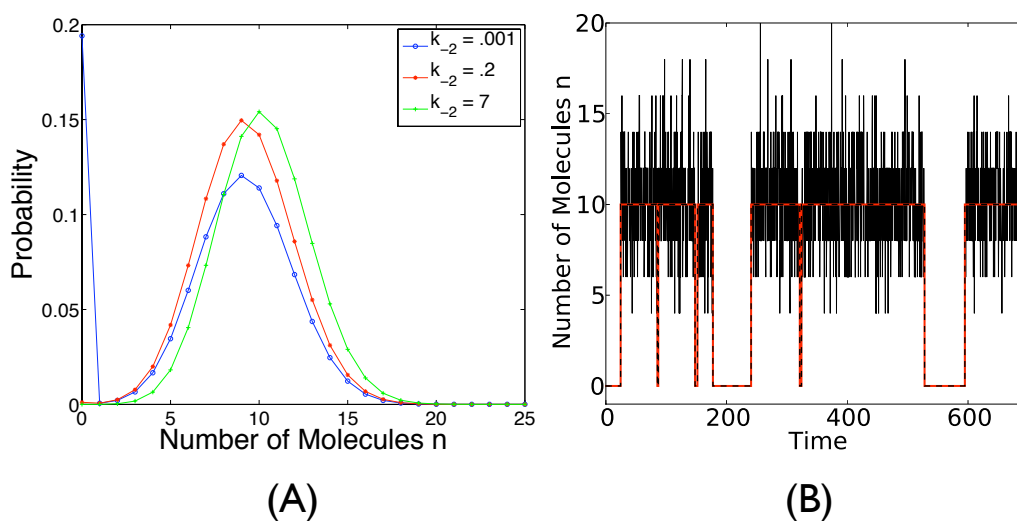 0.2
0.15
0.1
0.05
0
Probability
0 5 10 15 20 25
Number of Molecules n
k₋₂ = .001
k₋₂ = .2
k₋₂ = 7
(A)
20
15
10
5
0
Number of Molecules n
0 200 400 600
Time
(B)